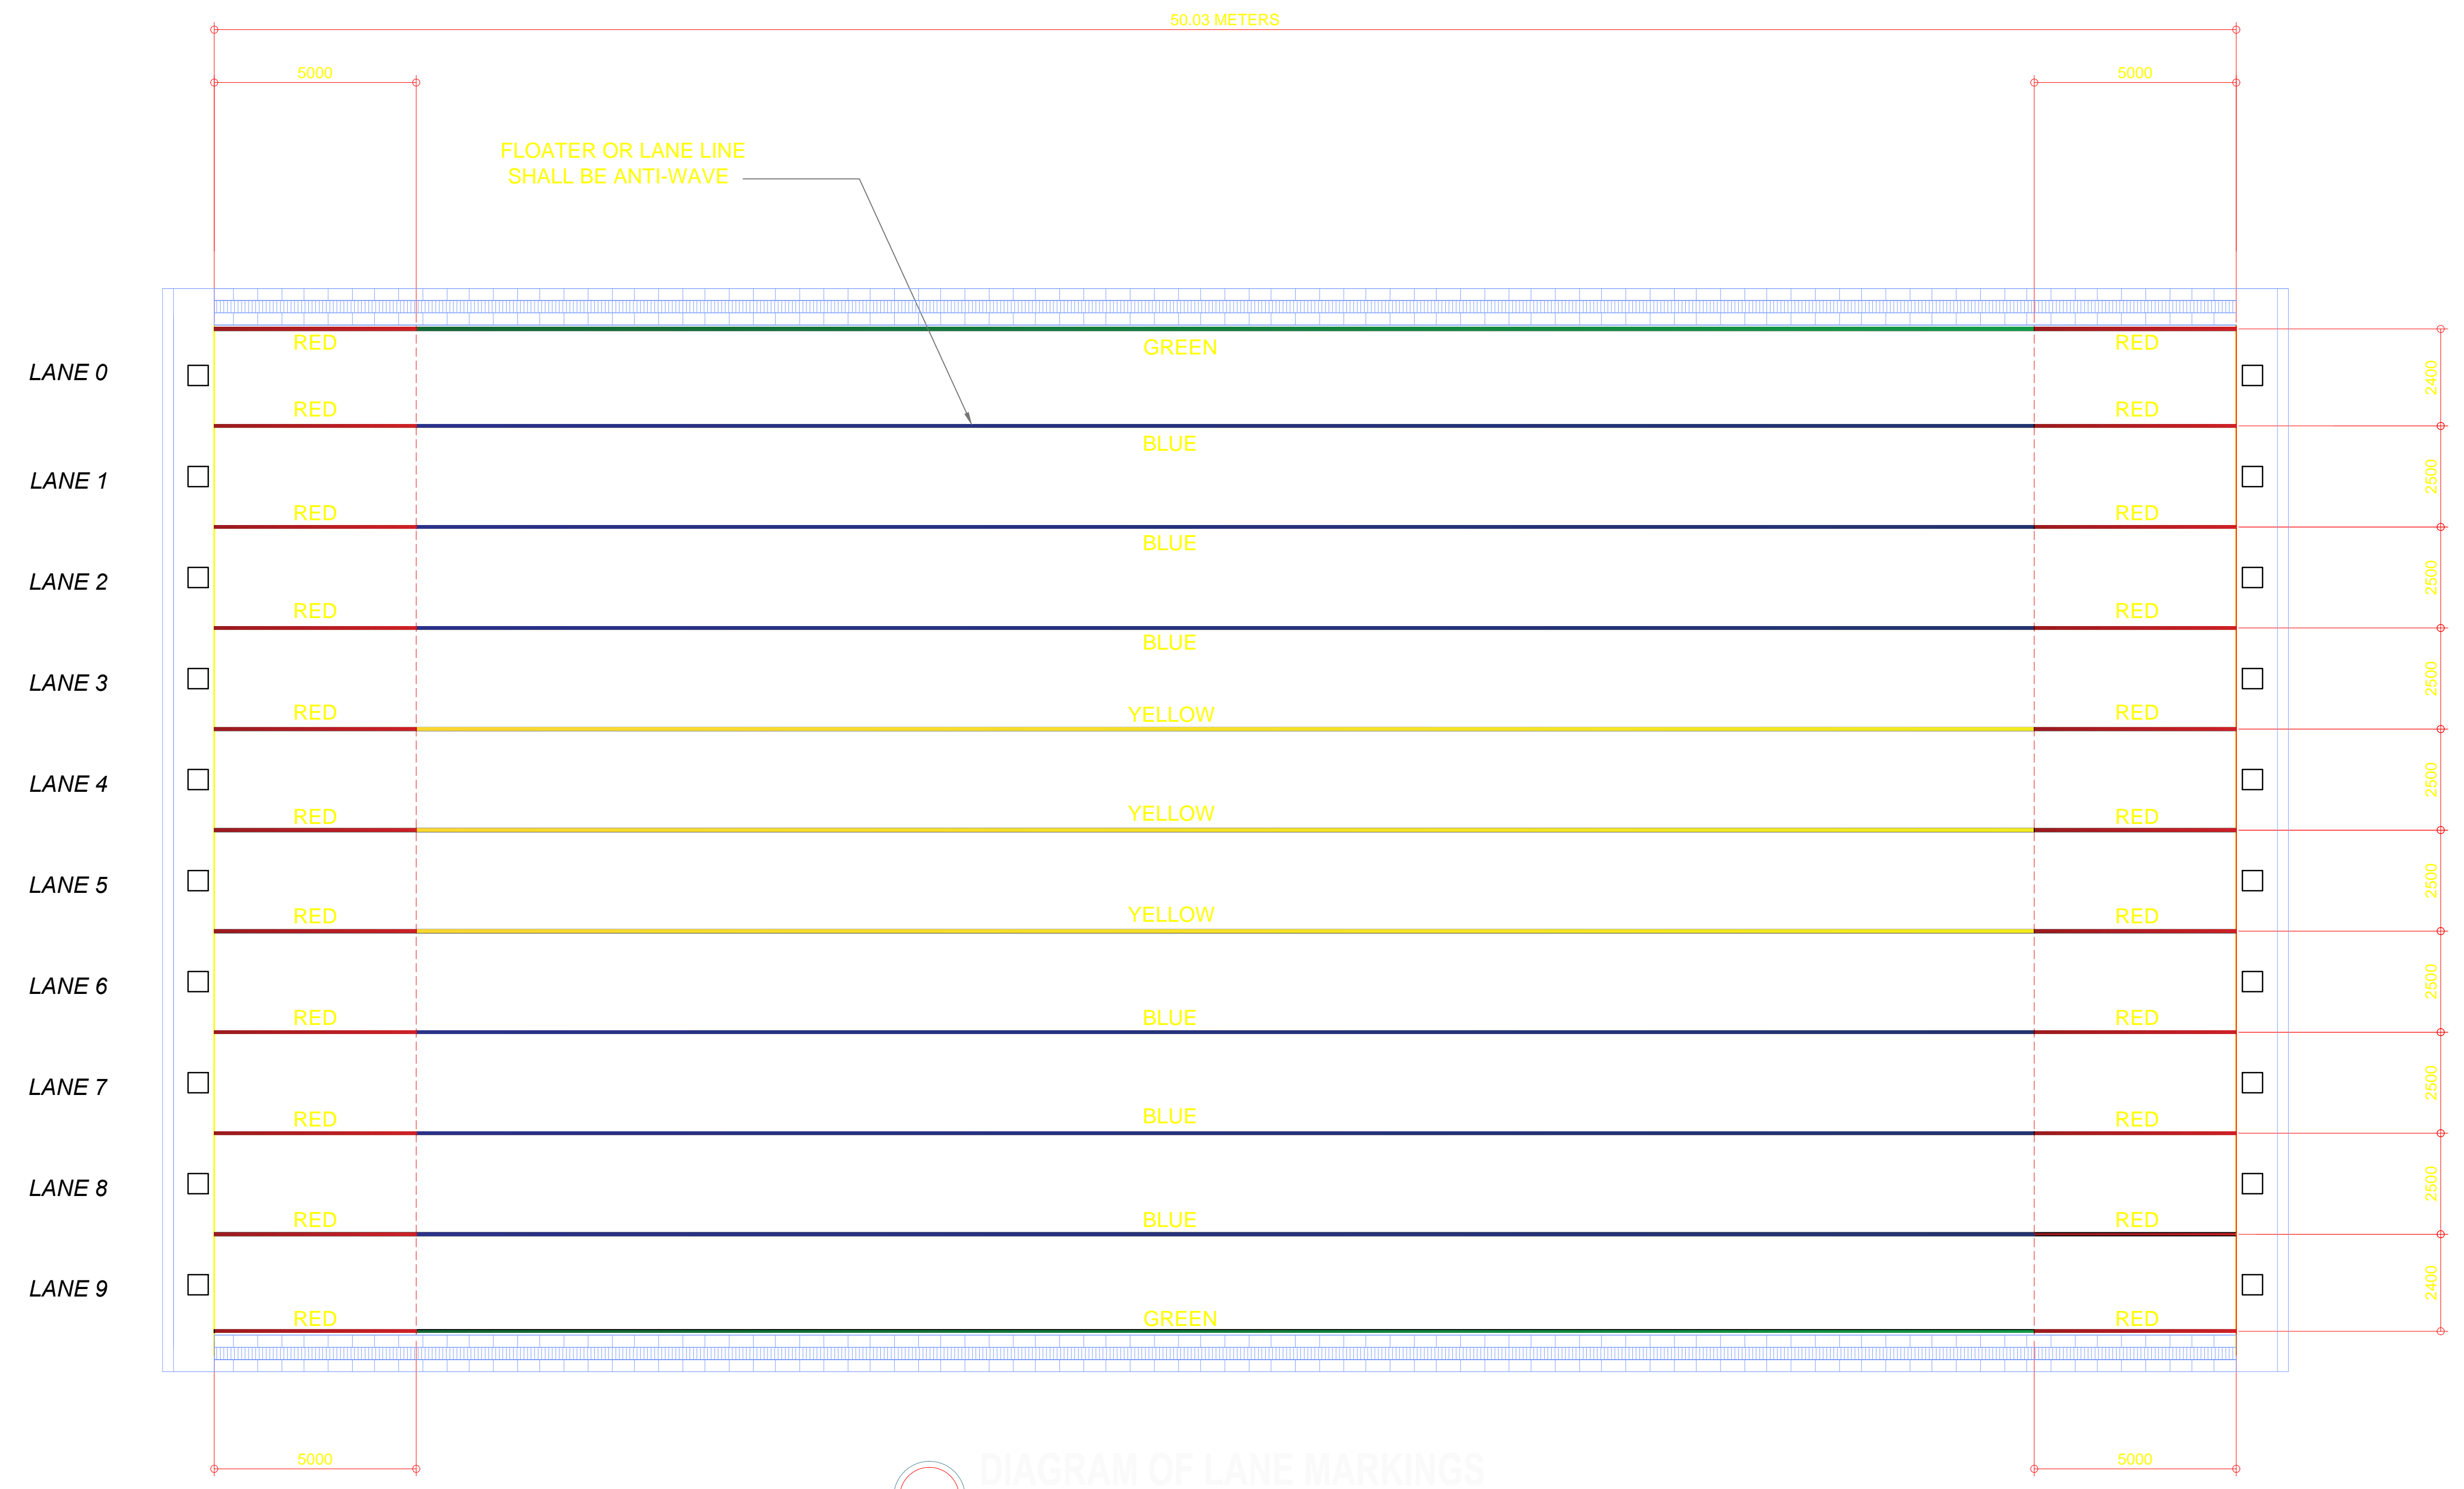 50.03 METERS
5000
5000
FLOATER OR LANE LINE
SHALL BE ANTI-WAVE
RED
GREEN
RED
LANE 0
2400
RED
RED
BLUE
LANE 1
2500
RED
RED
BLUE
LANE 2
2500
RED
RED
BLUE
LANE 3
2500
RED
YELLOW
RED
LANE 4
2500
RED
YELLOW
RED
LANE 5
2500
RED
YELLOW
RED
LANE 6
2500
RED
BLUE
RED
LANE 7
2500
RED
BLUE
RED
LANE 8
2500
RED
BLUE
RED
LANE 9
2400
RED
GREEN
RED
5000
5000
DIAGRAM OF LANE MARKINGS